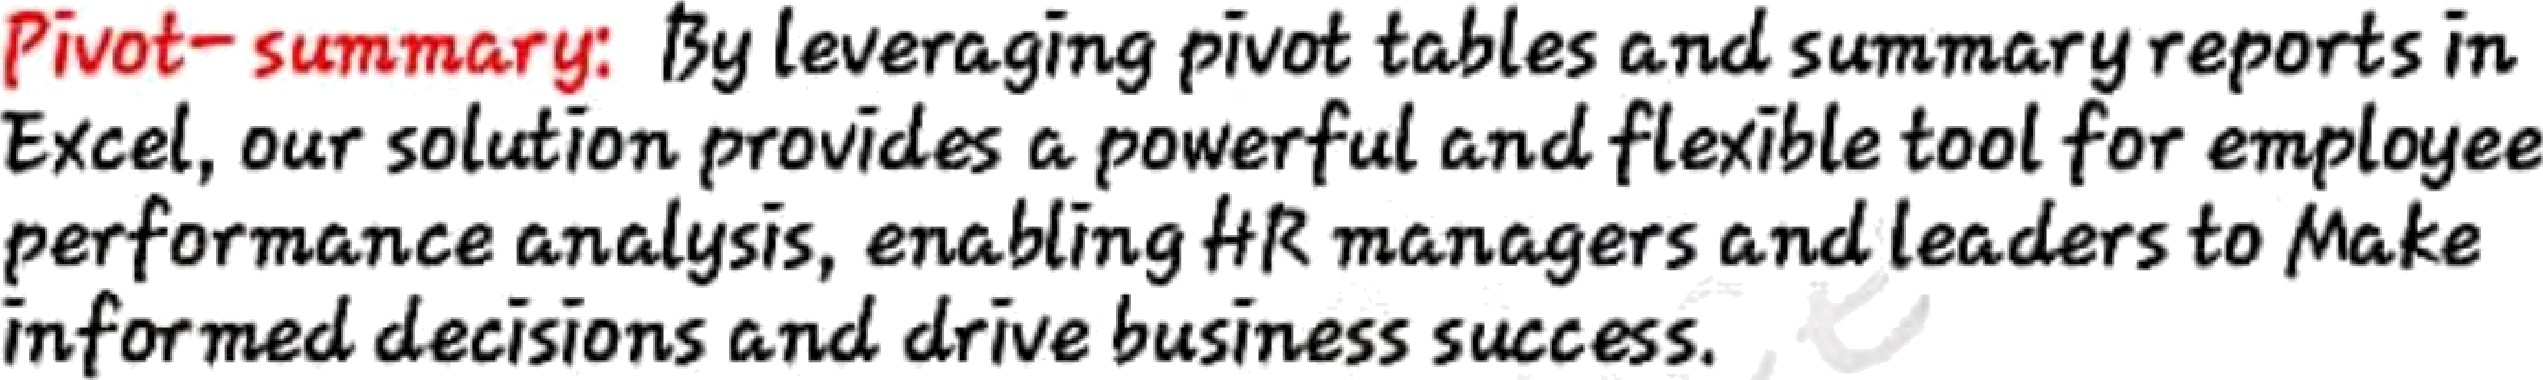 Pivot-summary: By leveraging pivot tables and summary reports in
Excel, our solution provides a powerful and flexible tool for employee
performance analysis, enabling HR managers and leaders to Make
informed decisions and drive business success.